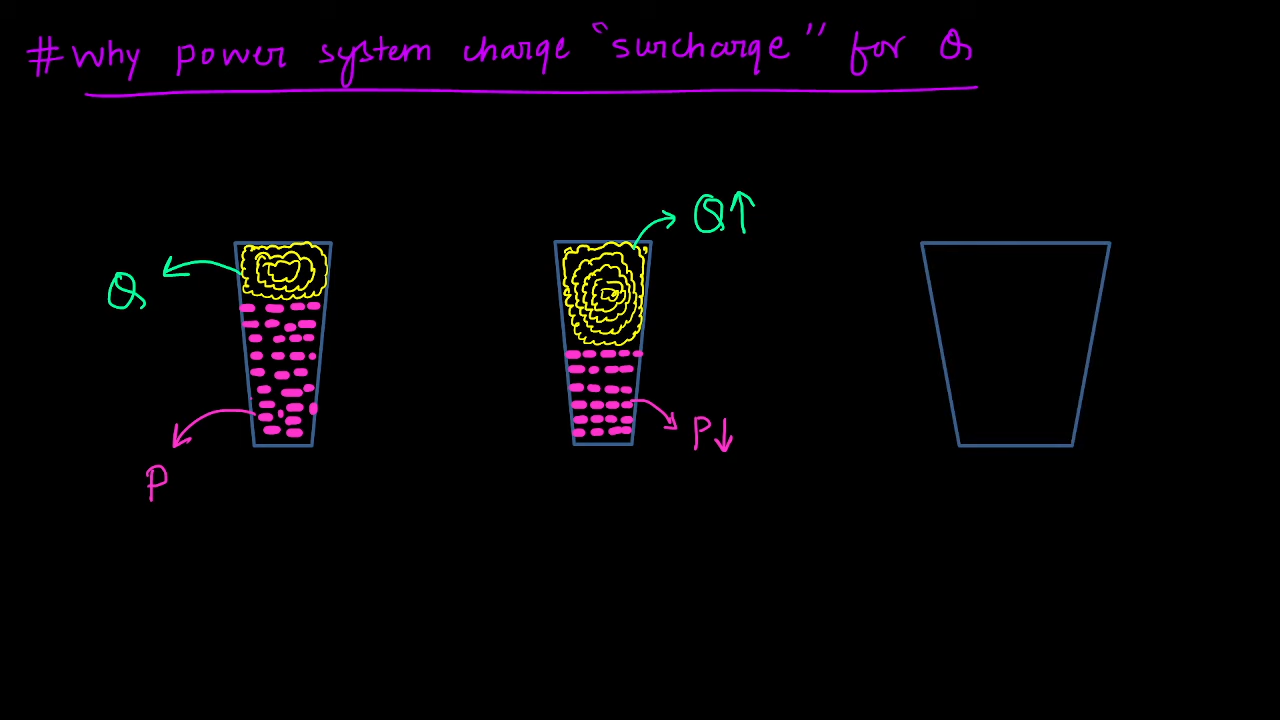 # Why power system charge "surcharge" for Q
Q↑
Q
P↓
P